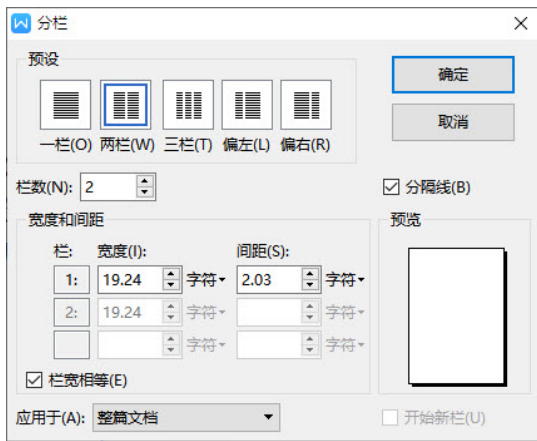 分栏
预设
确定
取消
一栏(O) 两栏(W) 三栏(T) 偏左(L) 偏右(R)
栏数(N): 2
分隔线(B)
宽度和间距
预览
栏: 宽度(I): 间距(S):
1: 19.24 字符 2.03 字符
2: 19.24 字符 字符
字符 字符
栏宽相等(E)
应用于(A): 整篇文档
开始新栏(U)